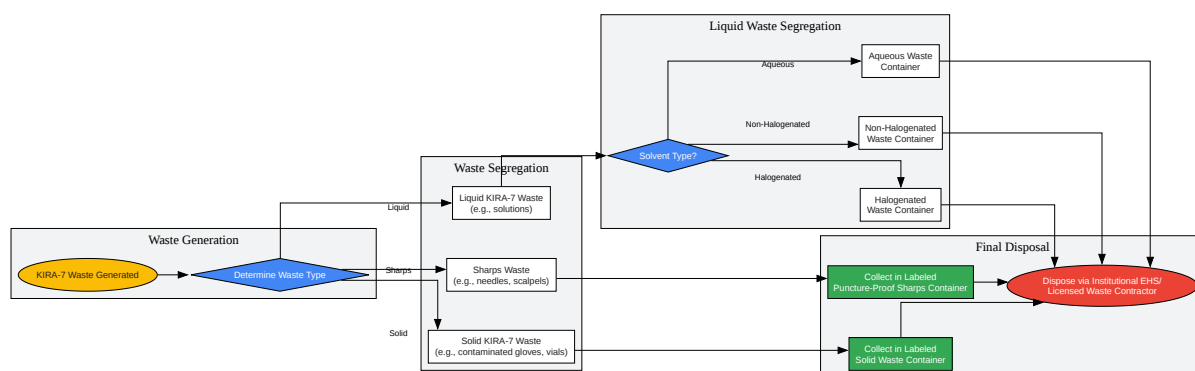 Waste Generation
KIRA-7 Waste Generated
Determine Waste Type
Liquid
Sharps
Solid
Waste Segregation
Liquid KIRA-7 Waste
(e.g., solutions)
Sharps Waste
(e.g., needles, scalpels)
Solid KIRA-7 Waste
(e.g., contaminated gloves, vials)
Liquid Waste Segregation
Solvent Type?
Aqueous
Non-Halogenated
Halogenated
Aqueous Waste
Container
Non-Halogenated
Waste Container
Halogenated
Waste Container
Final Disposal
Collect in Labeled
Puncture-Proof Sharps Container
Collect in Labeled
Solid Waste Container
Dispose via Institutional EHS/
Licensed Waste Contractor